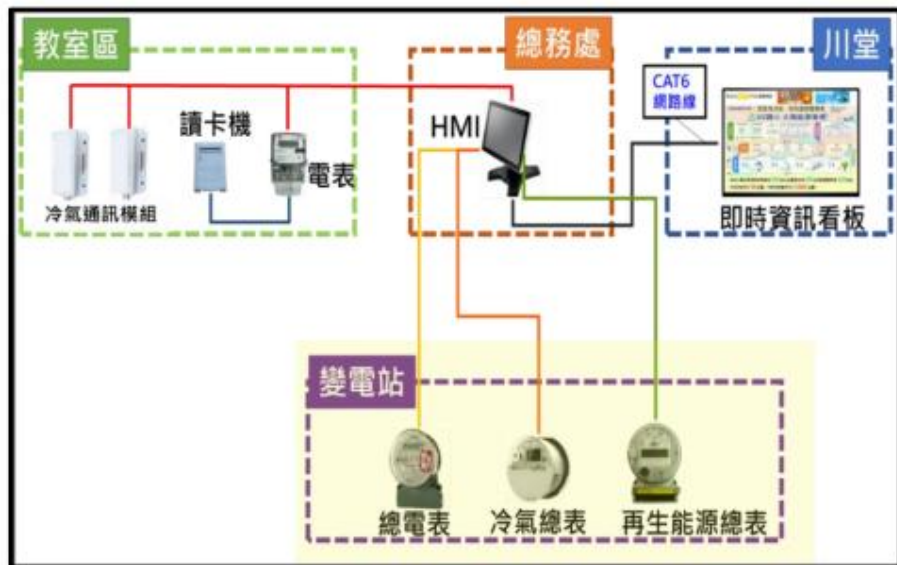 教室區
總務處
川堂
CAT6
網路線
讀卡機
HMI
電表
冷氣通訊模組
即時資訊看板
變電站
總電表
冷氣總表
再生能源總表